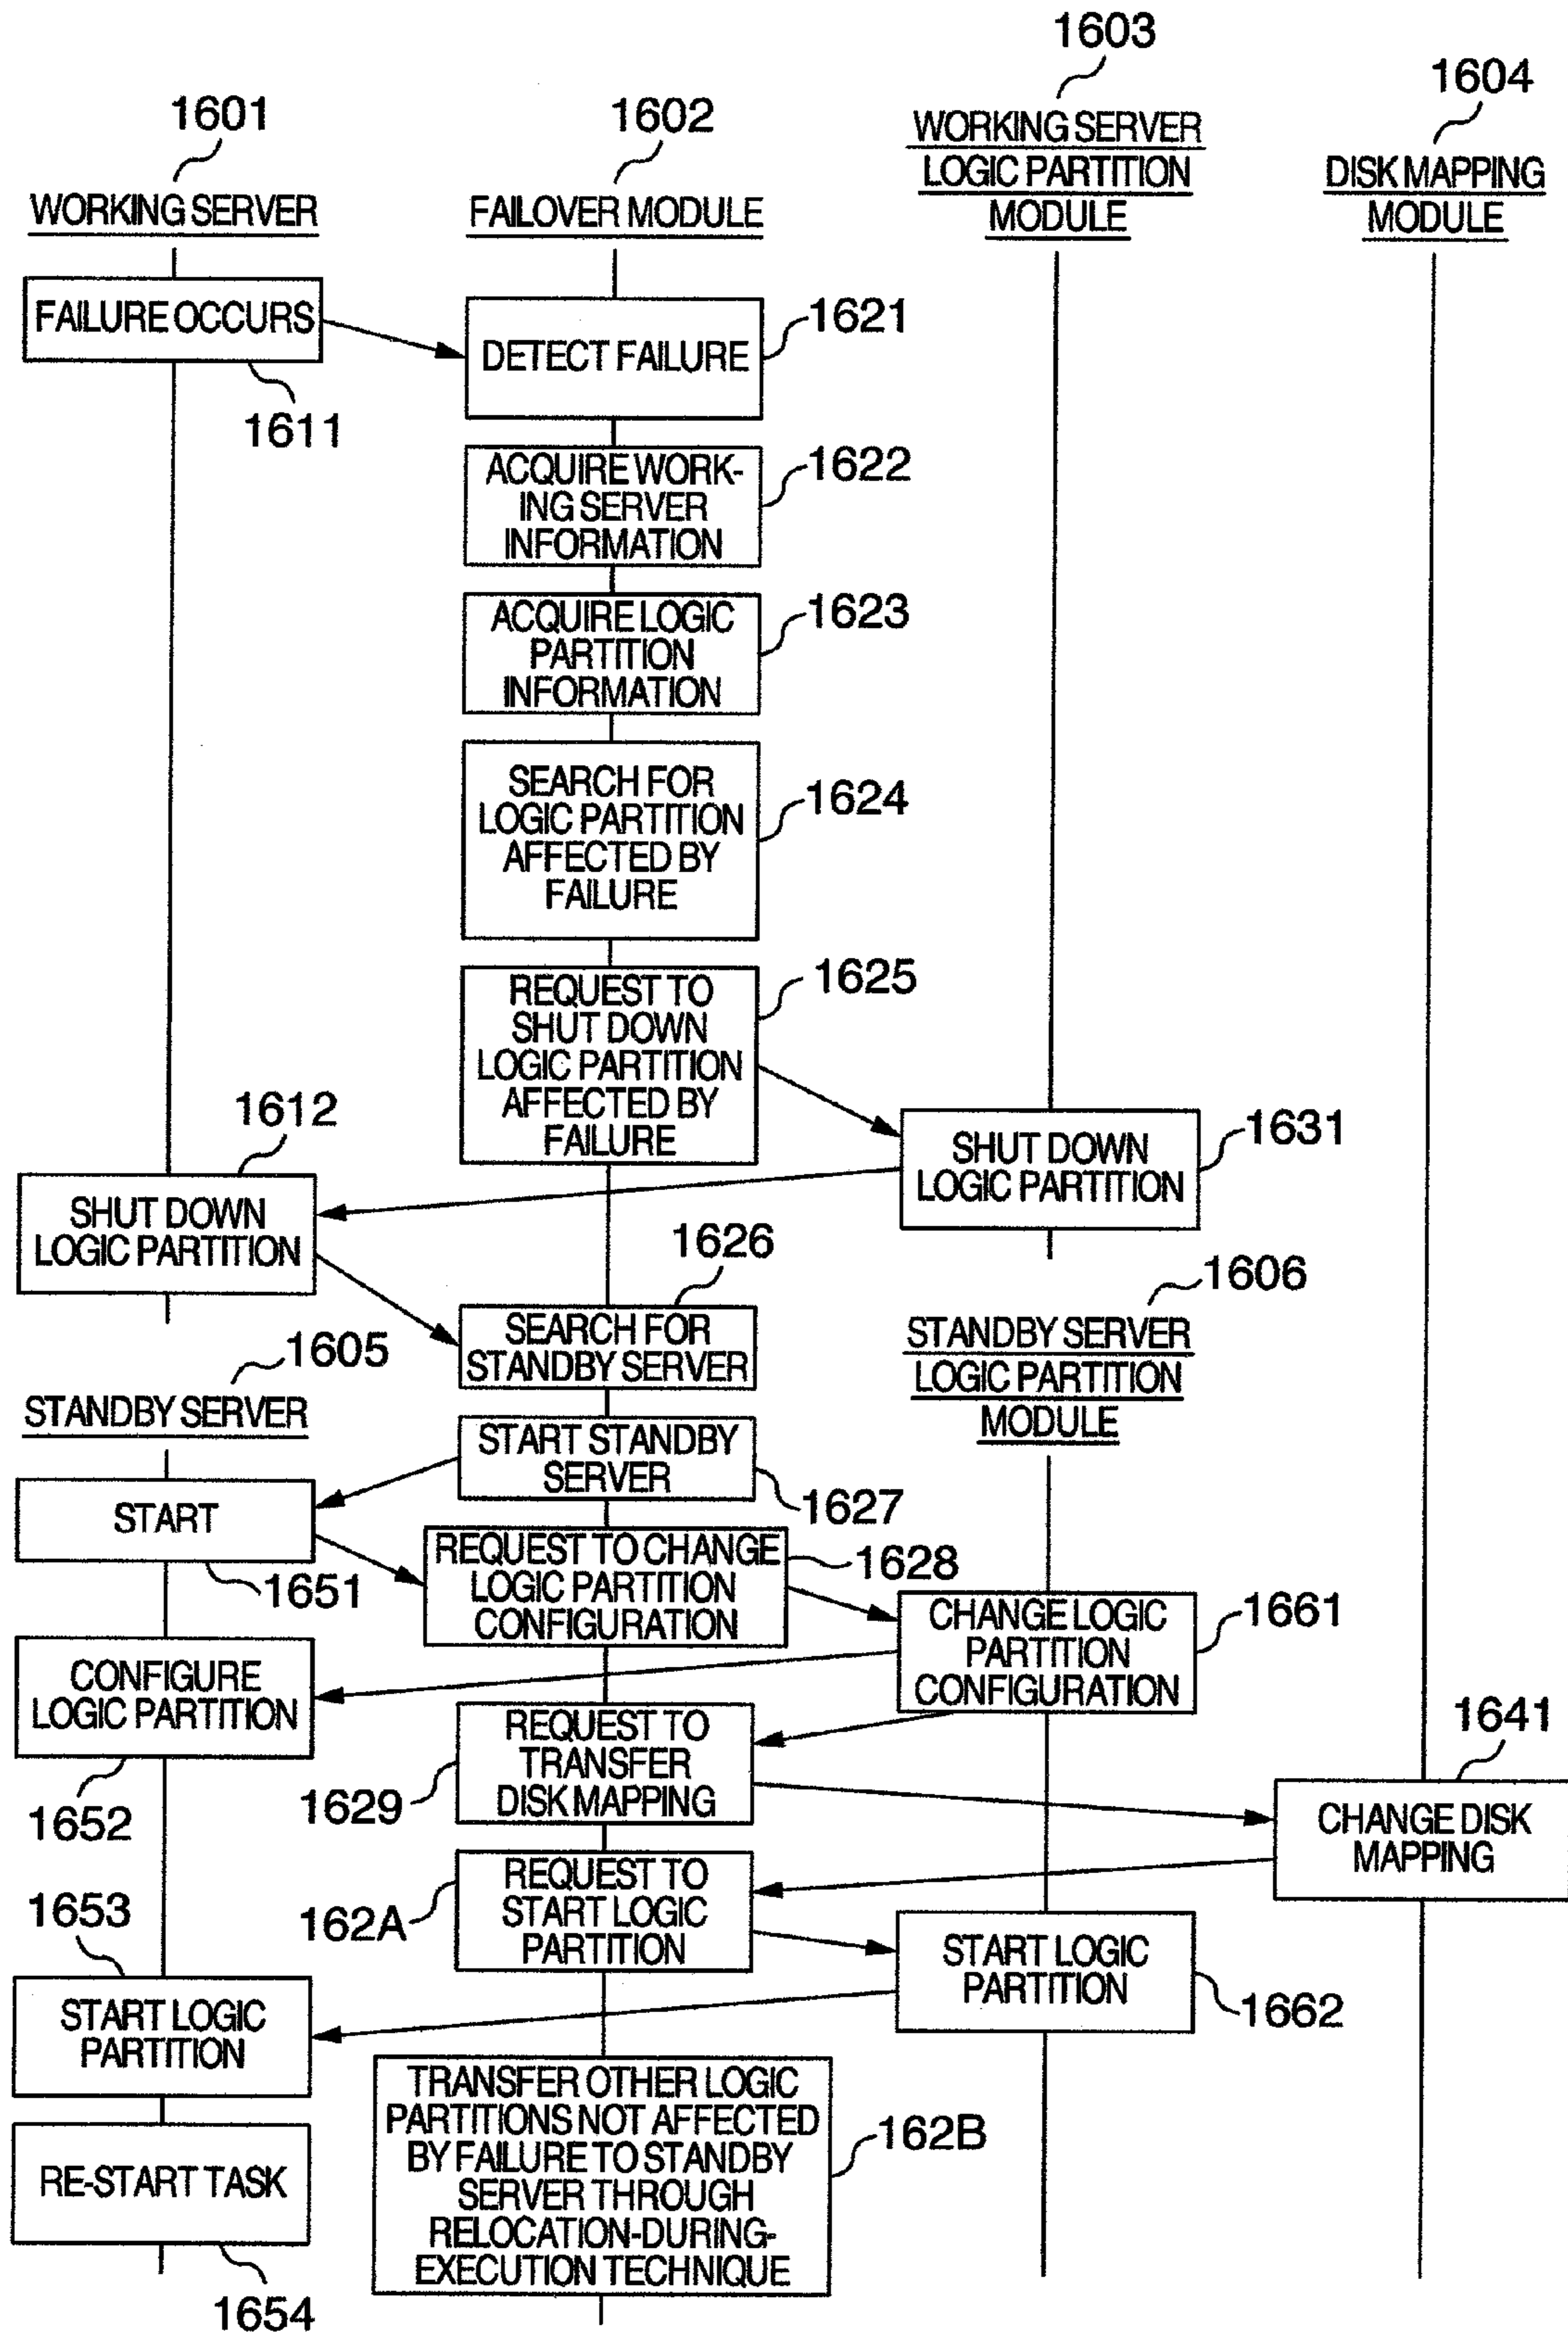 1603
1604
1601
1602
WORKING SERVER
LOGIC PARTITION
MODULE
DISK MAPPING
MODULE
WORKING SERVER
FAILOVER MODULE
FAILURE OCCURS
1611
DETECT FAILURE
1621
ACQUIRE WORK-
ING SERVER
INFORMATION
1622
ACQUIRE LOGIC
PARTITION
INFORMATION
1623
SEARCH FOR
LOGIC PARTITION
AFFECTED BY
FAILURE
1624
REQUEST TO
SHUT DOWN
LOGIC PARTITION
AFFECTED BY
FAILURE
1625
SHUT DOWN
LOGIC PARTITION
1631
1612
SHUT DOWN
LOGIC PARTITION
1626
SEARCH FOR
STANDBY SERVER
1606
STANDBY SERVER
LOGIC PARTITION
MODULE
1605
STANDBY SERVER
START STANDBY
SERVER
1627
START
1651
REQUEST TO CHANGE
LOGIC PARTITION
CONFIGURATION
1628
CHANGE LOGIC
PARTITION
CONFIGURATION
1661
CONFIGURE
LOGIC PARTITION
1652
REQUEST TO
TRANSFER
DISK MAPPING
1629
1641
CHANGE DISK
MAPPING
REQUEST TO
START LOGIC
PARTITION
162A
START LOGIC
PARTITION
1662
1653
START LOGIC
PARTITION
TRANSFER OTHER LOGIC
PARTITIONS NOT AFFECTED
BY FAILURE TO STANDBY
SERVER THROUGH
RELOCATION-DURING-
EXECUTION TECHNIQUE
162B
RE-START TASK
1654